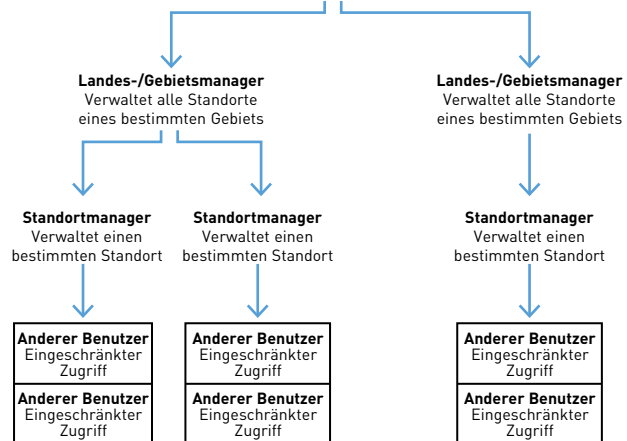 Landes-/Gebietsmanager
Verwaltet alle Standorte
eines bestimmten Gebiets
Landes-/Gebietsmanager
Verwaltet alle Standorte
eines bestimmten Gebiets
Standortmanager
Verwaltet einen
bestimmten Standort
Standortmanager
Verwaltet einen
bestimmten Standort
Standortmanager
Verwaltet einen
bestimmten Standort
Anderer Benutzer
Eingeschränkter
Zugriff
Anderer Benutzer
Eingeschränkter
Zugriff
Anderer Benutzer
Eingeschränkter
Zugriff
Anderer Benutzer
Eingeschränkter
Zugriff
Anderer Benutzer
Eingeschränkter
Zugriff
Anderer Benutzer
Eingeschränkter
Zugriff